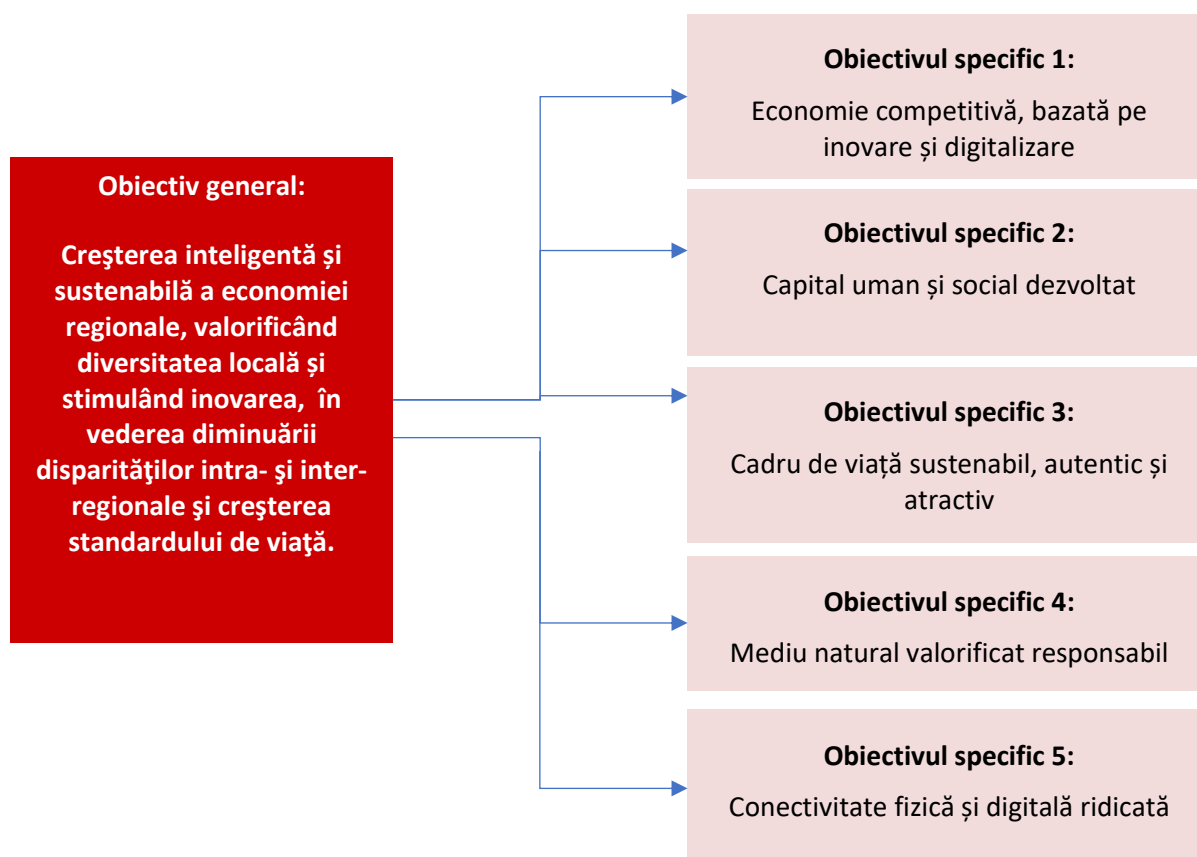 Obiectiv general:
Creşterea inteligentă și
sustenabilă a economiei
regionale, valorificând
diversitatea locală și
stimulând inovarea, în
vederea diminuării
disparităţilor intra- şi inter-
regionale şi creşterea
standardului de viaţă.
Obiectivul specific 1:
Economie competitivă, bazată pe
inovare și digitalizare
Obiectivul specific 2:
Capital uman și social dezvoltat
Obiectivul specific 3:
Cadru de viață sustenabil, autentic și
atractiv
Obiectivul specific 4:
Mediu natural valorificat responsabil
Obiectivul specific 5:
Conectivitate fizică și digitală ridicată